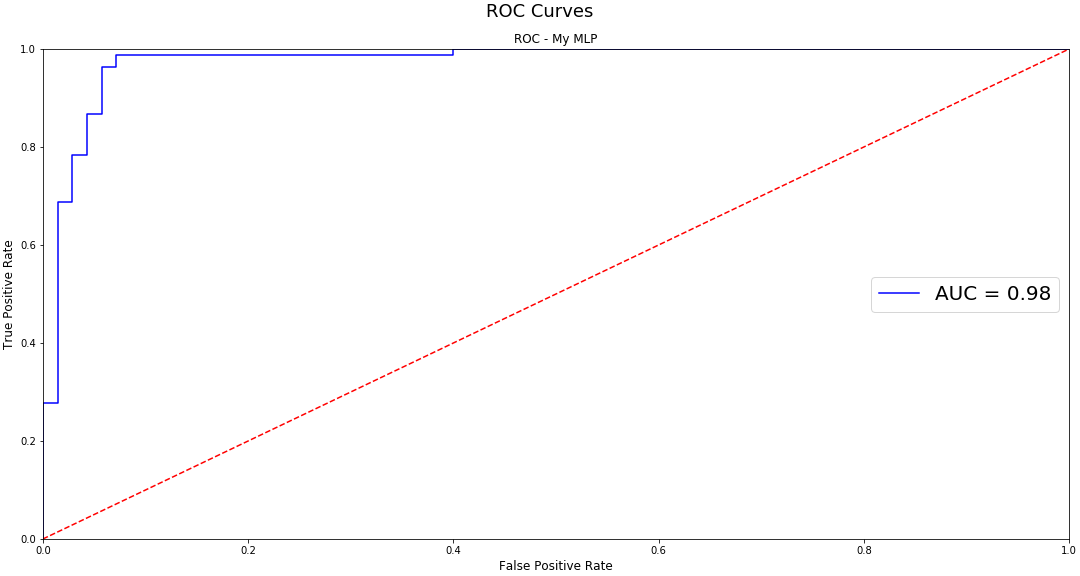 ROC Curves
ROC - My MLP
1.0
0.8
0.6
0.4
0.2
0.0
True Positive Rate
AUC = 0.98
0.0 0.2 0.4 0.6 0.8 1.0
False Positive Rate